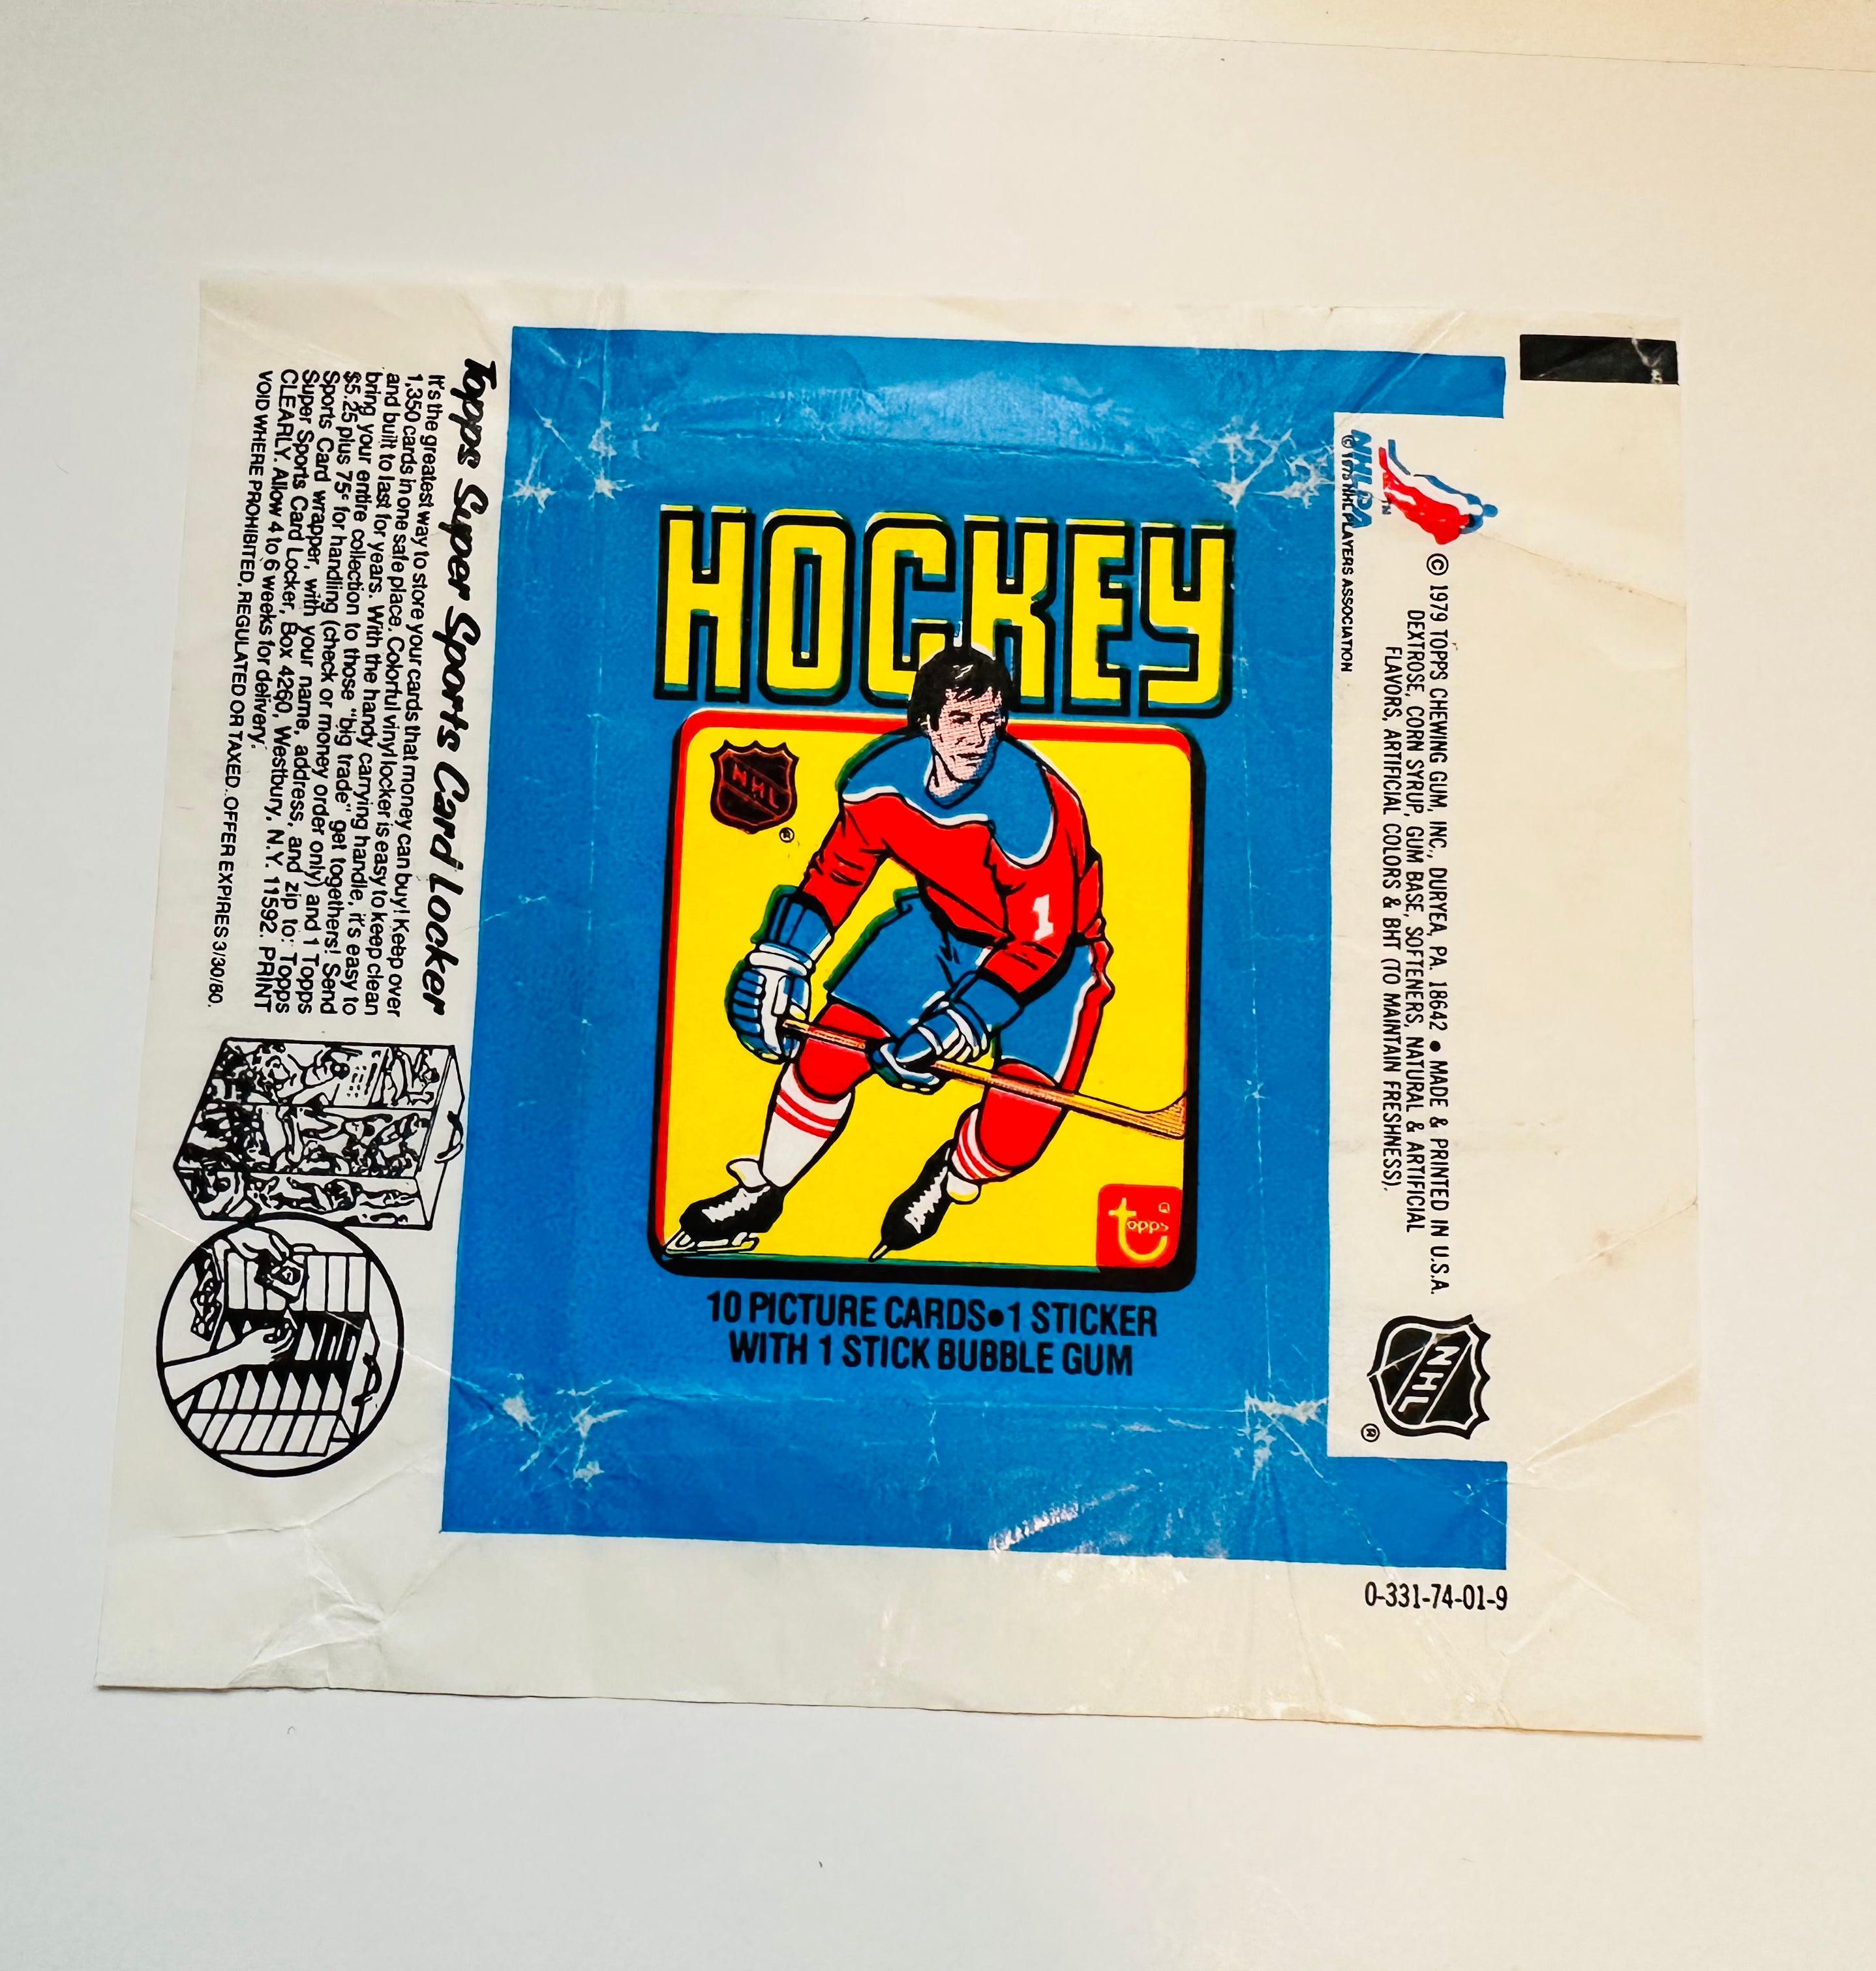 HOCKEY
NHL
®
1
topps
®
10 PICTURE CARDS•1 STICKER
WITH 1 STICK BUBBLE GUM
Topps Super Sports Card Locker
It's the greatest way to store your cards that money can buy! Keep over
1,350 cards in one safe place. Colorful vinyl locker is easy to keep clean
and built to last for years. With the handy carrying handle, it's easy to
bring your entire collection to those "big trade" get togethers! Send
$5.25 plus 75¢ for handling (check or money order only) and 1 Topps
Sports Card wrapper, with your name, address, and zip to: Topps
Super Sports Card Locker, Box 4260, Westbury, N.Y. 11592. PRINT
CLEARLY. Allow 4 to 6 weeks for delivery.
VOID WHERE PROHIBITED, REGULATED OR TAXED. OFFER EXPIRES 3/30/80.
TM
NHLPA
© 1979 NHL PLAYERS ASSOCIATION
© 1979 TOPPS CHEWING GUM, INC., DURYEA, PA. 18642 • MADE & PRINTED IN U.S.A.
DEXTROSE, CORN SYRUP, GUM BASE, SOFTENERS, NATURAL & ARTIFICIAL
FLAVORS, ARTIFICIAL COLORS & BHT (TO MAINTAIN FRESHNESS).
NHL
®
0-331-74-01-9